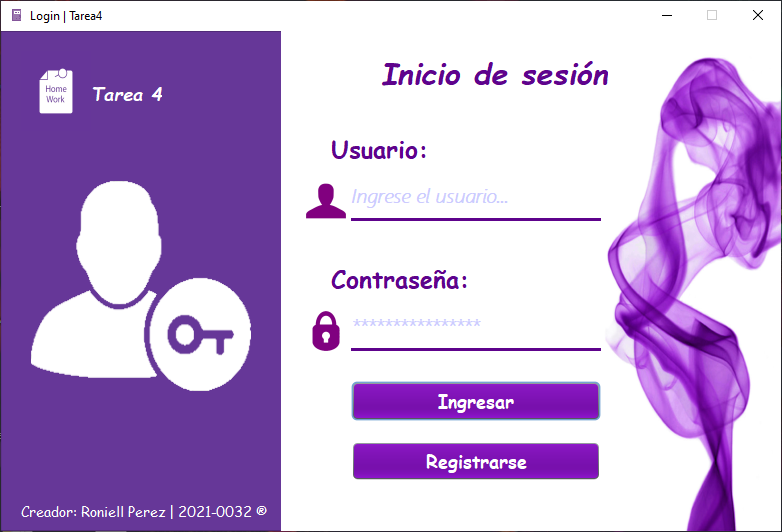 Login | Tarea4
Home
Work
Tarea 4
Inicio de sesión
Usuario:
Ingrese el usuario...
Contraseña:
****************
Ingresar
Registrarse
Creador: Roniell Perez | 2021-0032 ®